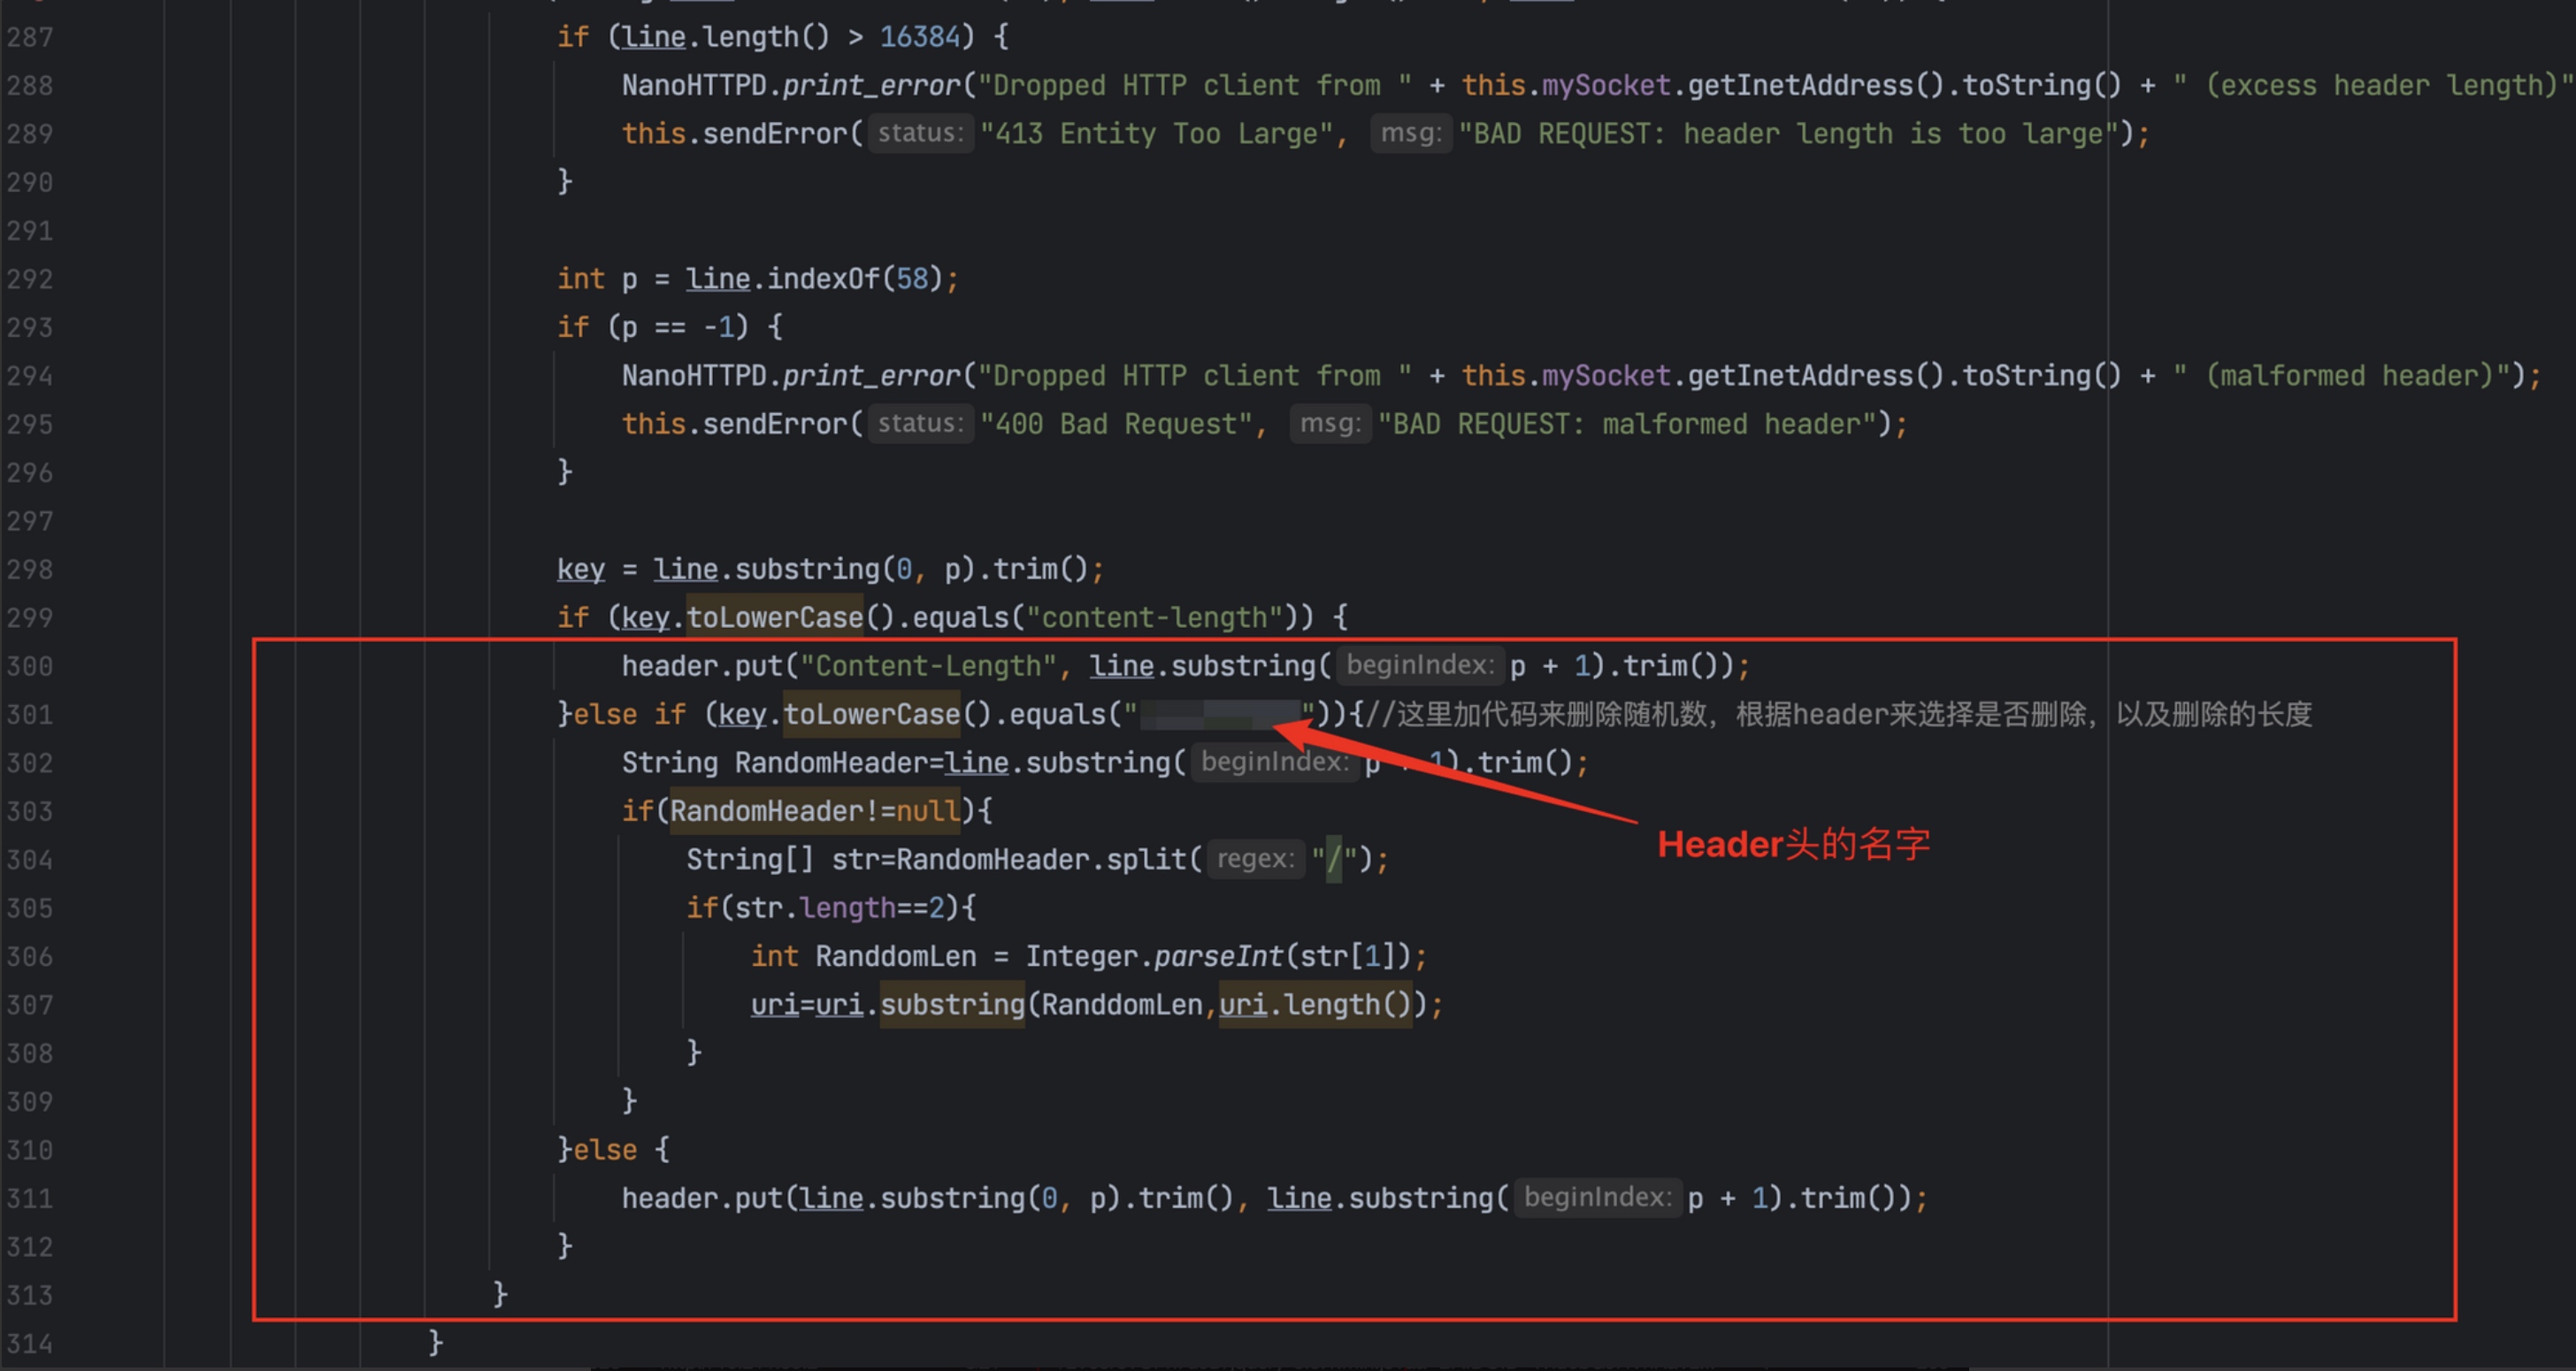 287 if (line.length() > 16384) {
288 NanoHTTPD.print_error("Dropped HTTP client from " + this.mySocket.getInetAddress().toString() + " (excess header length)"
289 this.sendError( status: "413 Entity Too Large", msg: "BAD REQUEST: header length is too large");
290 }
291
292 int p = line.indexOf(58);
293 if (p == -1) {
294 NanoHTTPD.print_error("Dropped HTTP client from " + this.mySocket.getInetAddress().toString() + " (malformed header)");
295 this.sendError( status: "400 Bad Request", msg: "BAD REQUEST: malformed header");
296 }
297
298 key = line.substring(0, p).trim();
299 if (key.toLowerCase().equals("content-length")) {
300 header.put("Content-Length", line.substring( beginIndex: p + 1).trim());
301 }else if (key.toLowerCase().equals("")){//这里加代码来删除随机数，根据header来选择是否删除，以及删除的长度
302 String RandomHeader=line.substring( beginIndex: p + 1).trim();
303 if(RandomHeader!=null){
Header头的名字
304 String[] str=RandomHeader.split( regex: "/");
305 if(str.length==2){
306 int RanddomLen = Integer.parseInt(str[1]);
307 uri=uri.substring(RanddomLen,uri.length());
308 }
309 }
310 }else {
311 header.put(line.substring(0, p).trim(), line.substring( beginIndex: p + 1).trim());
312 }
313 }
314 }